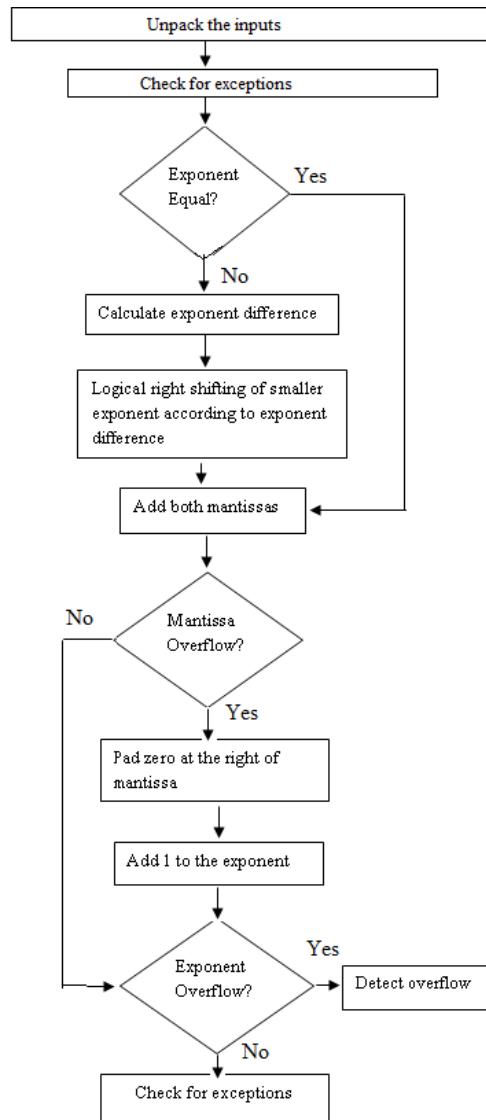 Unpack the inputs
Check for exceptions
Exponent
Equal?
Yes
No
Calculate exponent difference
Logical right shifting of smaller
exponent according to exponent
difference
Add both mantissas
No
Mantissa
Overflow?
Yes
Pad zero at the right of
mantissa
Add 1 to the exponent
Exponent
Overflow?
Yes
Detect overflow
No
Check for exceptions